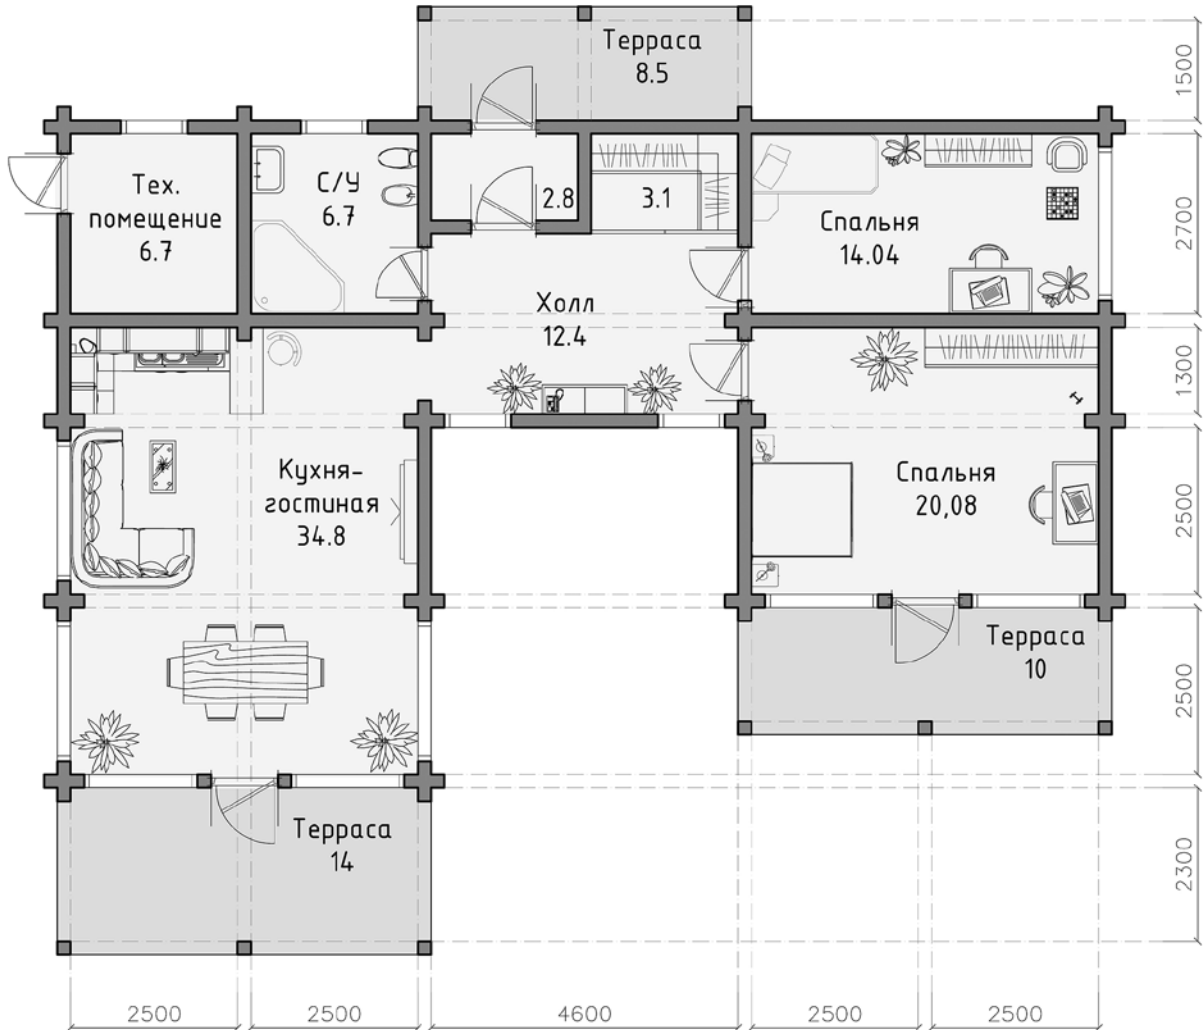 Терраса
8.5
1500
Тех.
помещение
6.7
С/У
6.7
2.8
3.1
Спальня
14.04
2700
Холл
12.4
1300
Кухня-
гостиная
34.8
Спальня
20,08
2500
Терраса
10
2500
Терраса
14
2300
2500
2500
4600
2500
2500